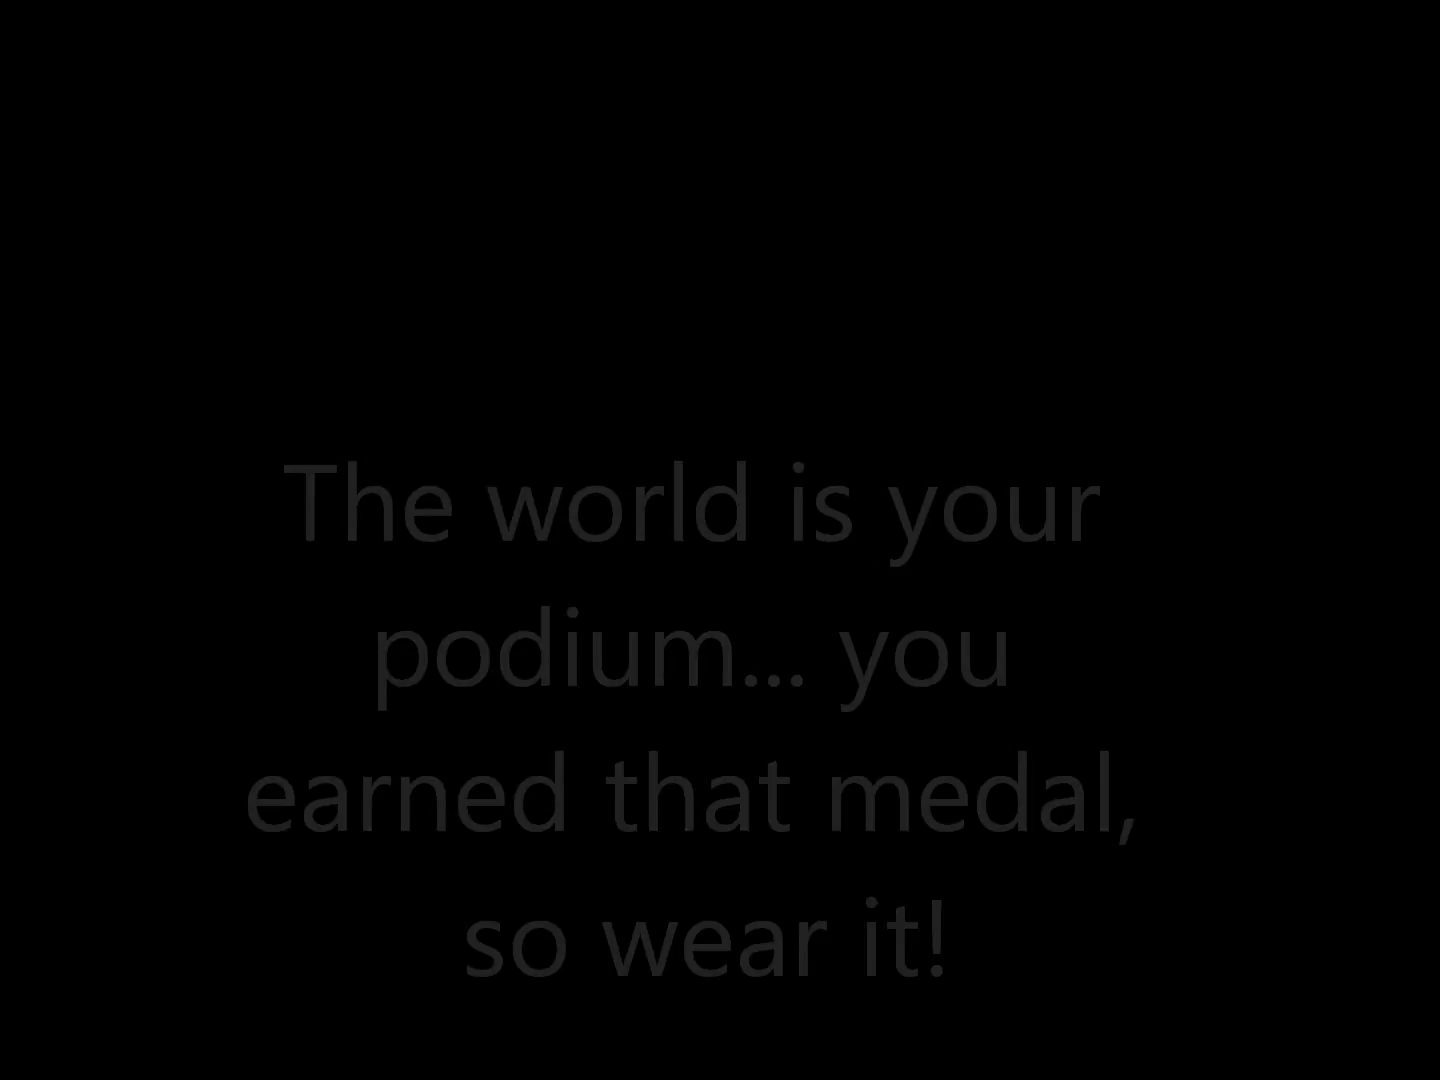 The world is your
podium... you
earned that medal,
so wear it!